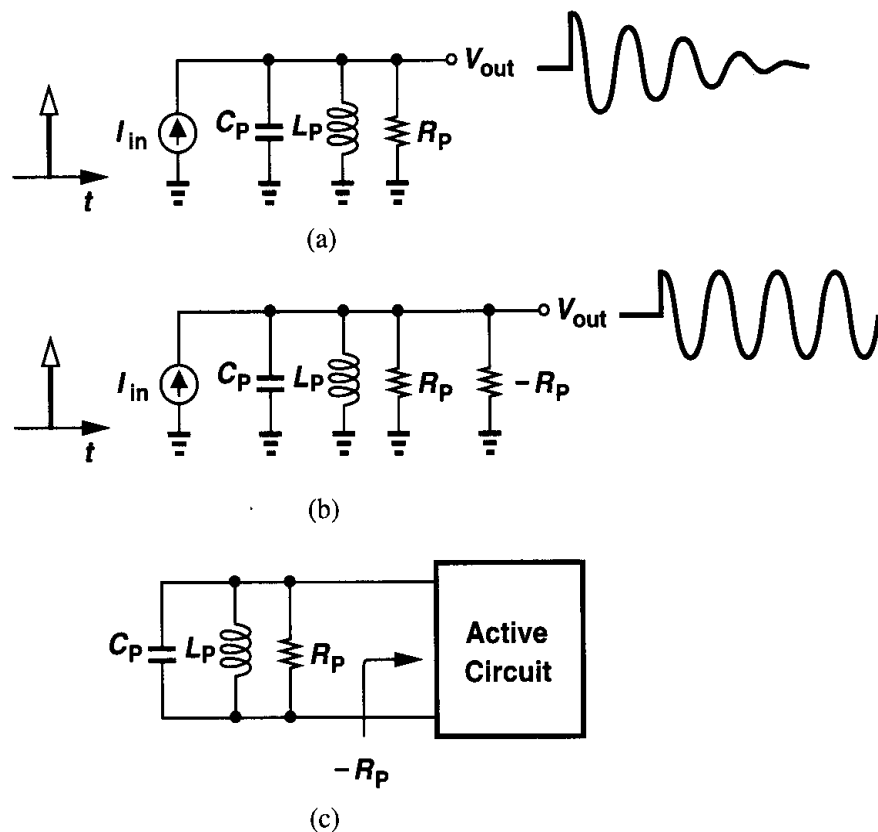 V_out
I_in C_P L_P R_P
t
(a)
V_out
I_in C_P L_P R_P −R_P
t
(b)
C_P L_P R_P Active
Circuit
−R_P
(c)